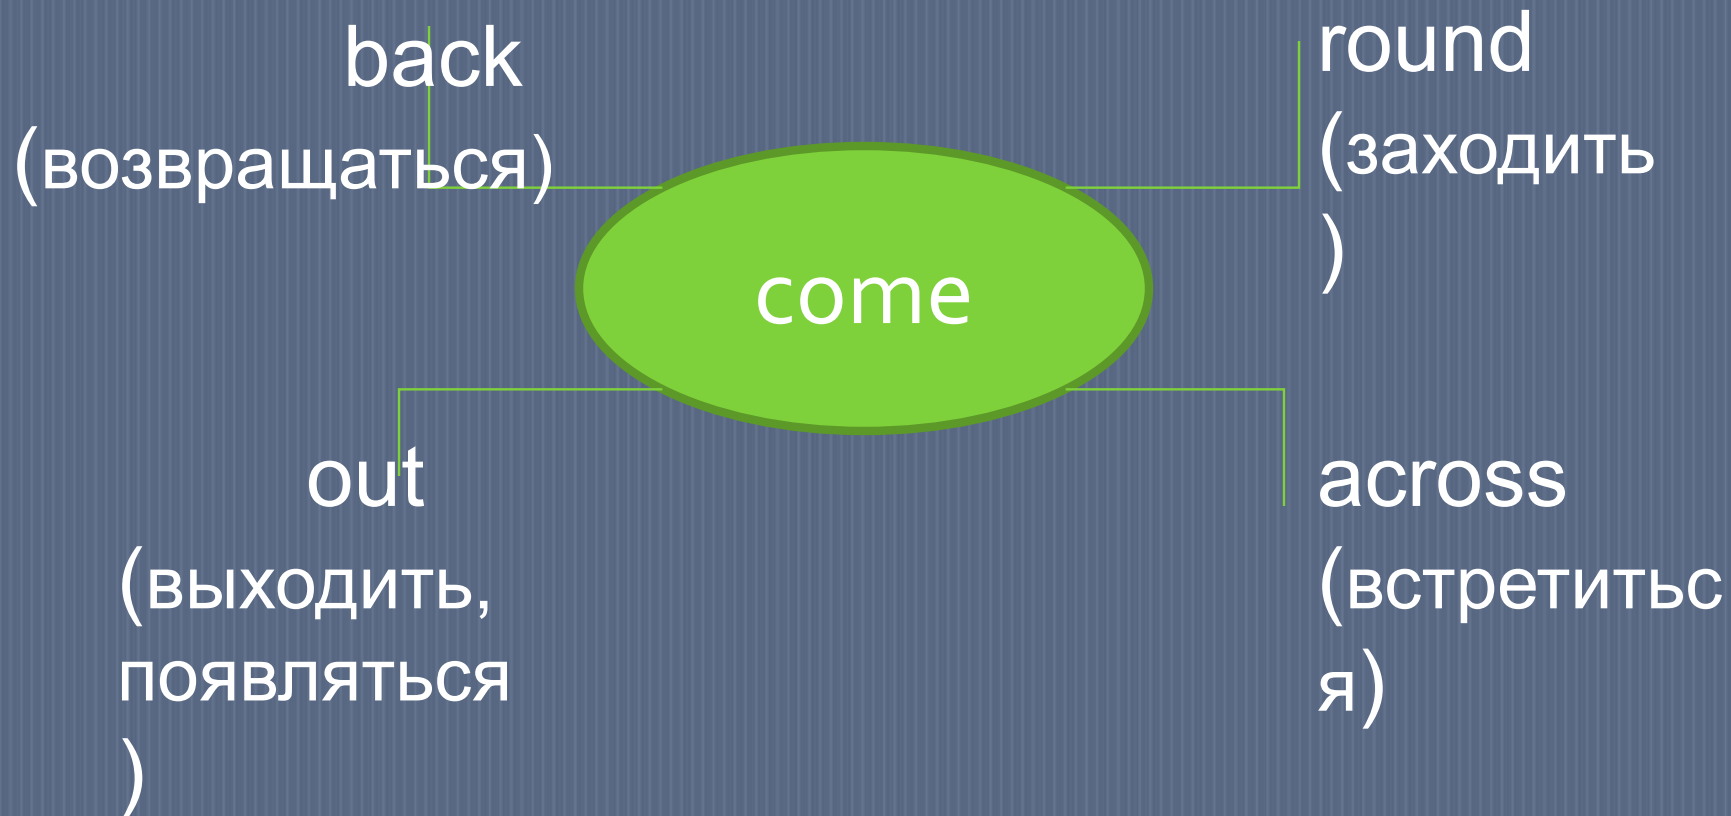 back
(возвращаться)
round
(заходить
)
come
out
(выходить,
появляться
)
across
(встретитьс
я)